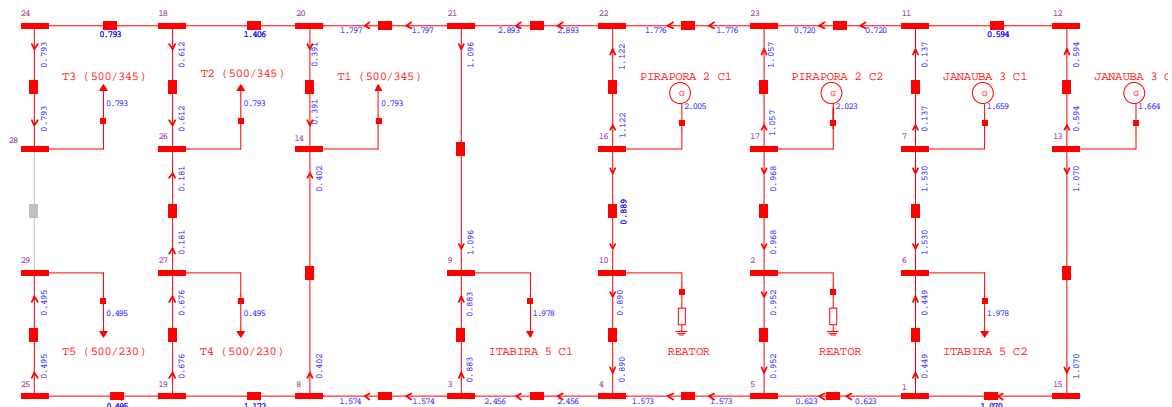 24 18 20 21 22 23 11 12
0.793 1.406 1.797 1.797 2.893 2.893 1.776 1.776 0.720 0.720 0.594
0.793 0.612 0.391 1.096 1.122 1.057 0.137 0.594
T3 (500/345) T2 (500/345) T1 (500/345) PIRAPORA 2 C1 PIRAPORA 2 C2 JANAUBA 3 C1 JANAUBA 3 C
G G G G
0.793 0.793 0.793 2.005 2.023 1.659 1.664
0.793 0.612 0.391 1.122 1.057 0.137 0.594
28 26 14 16 17 7 13
0.181 0.402 0.889 0.968 1.530 1.070
0.181 1.096 0.968 1.530
29 27 9 10 2 6
0.495 0.676 0.883 0.890 0.952 0.449
0.495 0.495 1.978 1.978
T5 (500/230) T4 (500/230) ITABIRA 5 C1 REATOR REATOR ITABIRA 5 C2
0.495 0.676 0.402 0.883 0.890 0.952 0.449 1.070
25 19 8 3 4 5 1 15
0.495 1.172 1.574 1.574 2.456 2.456 1.573 1.573 0.623 0.623 1.070